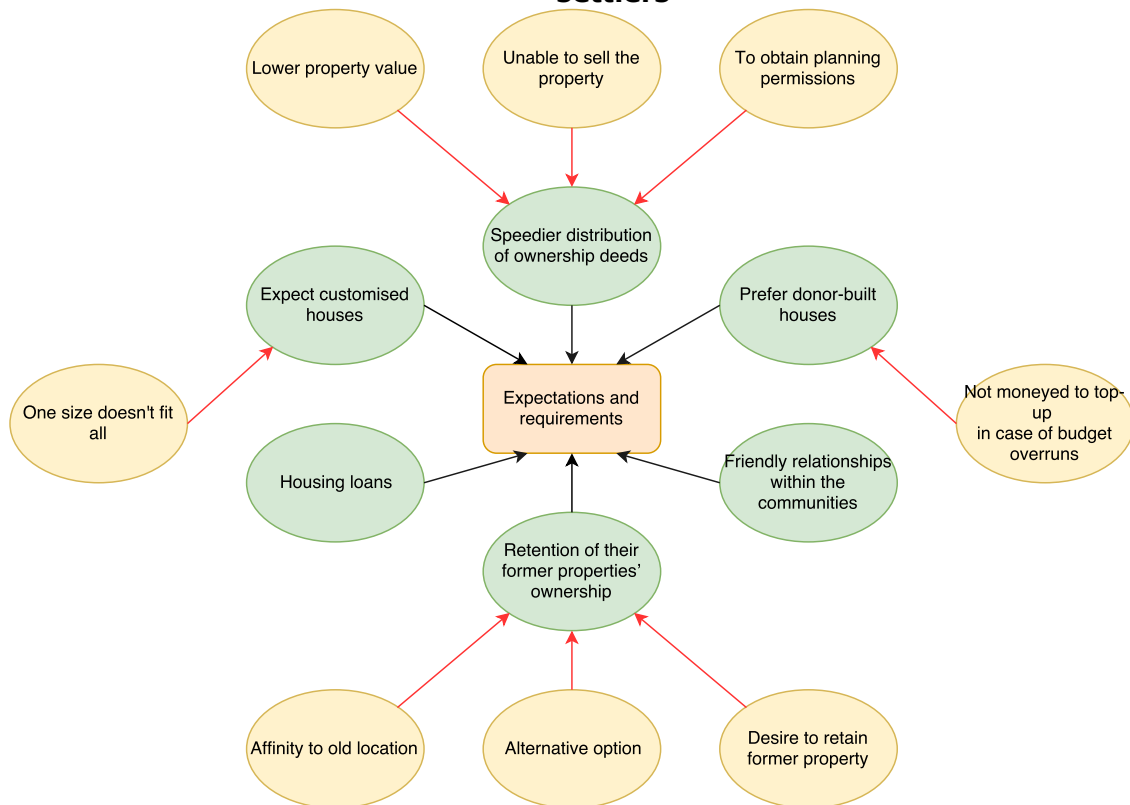 settlers
Lower property value
Unable to sell the
property
To obtain planning
permissions
Speedier distribution
of ownership deeds
Expect customised
houses
Prefer donor-built
houses
One size doesn't fit
all
Expectations and
requirements
Not moneyed to top-
up
in case of budget
overruns
Housing loans
Friendly relationships
within the
communities
Retention of their
former properties’
ownership
Affinity to old location
Alternative option
Desire to retain
former property